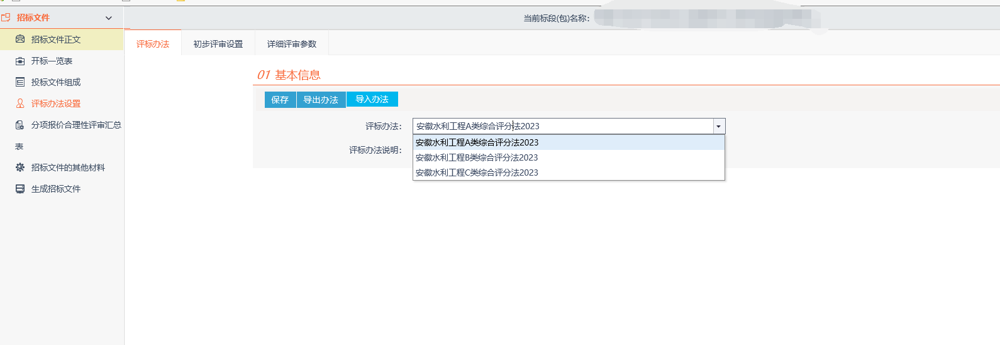 招标文件
当前标段(包)名称：
招标文件正文
开标一览表
投标文件组成
评标办法设置
分项报价合理性评审汇总
表
招标文件的其他材料
生成招标文件
评标办法 初步评审设置 详细评审参数
01 基本信息
保存 导出办法 导入办法
评标办法： 安徽水利工程A类综合评分法2023
安徽水利工程A类综合评分法2023
评标办法说明：
安徽水利工程B类综合评分法2023
安徽水利工程C类综合评分法2023